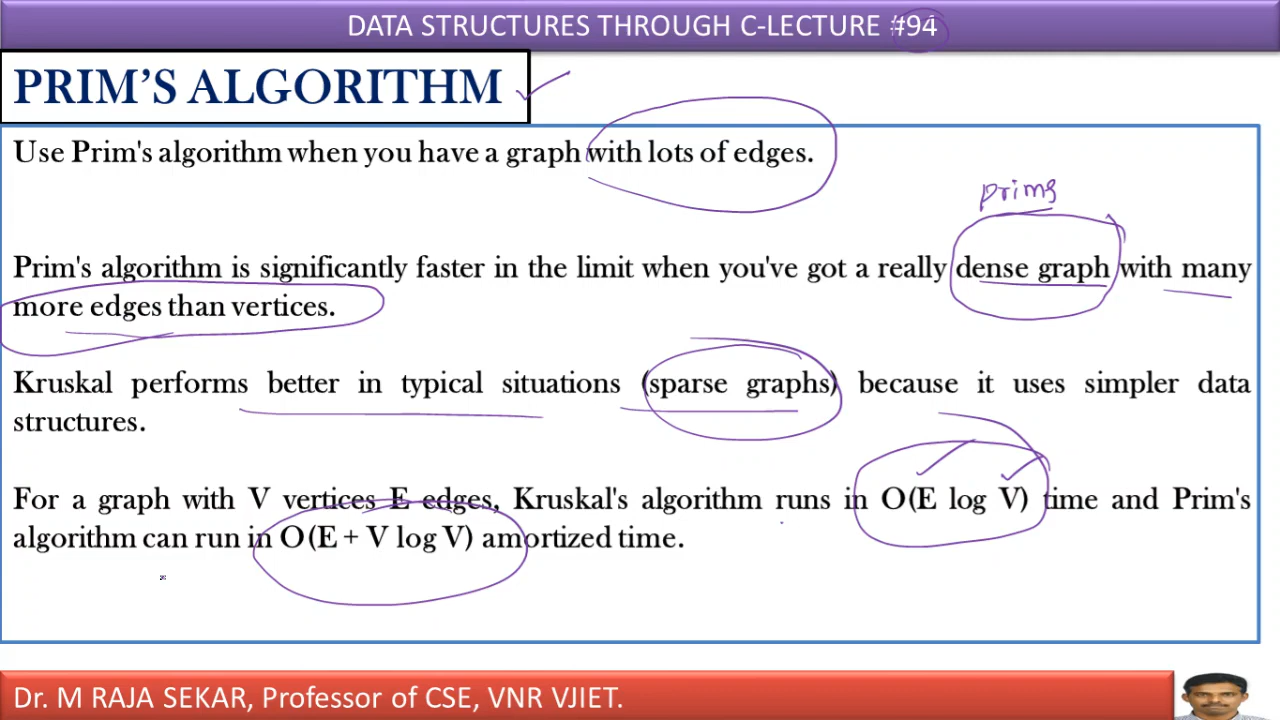 DATA STRUCTURES THROUGH C-LECTURE #94
PRIM'S ALGORITHM
Use Prim's algorithm when you have a graph with lots of edges.
prims
Prim's algorithm is significantly faster in the limit when you've got a really dense graph with many
more edges than vertices.
Kruskal performs better in typical situations (sparse graphs) because it uses simpler data
structures.
For a graph with V vertices E edges, Kruskal's algorithm runs in O(E log V) time and Prim's
algorithm can run in O(E + V log V) amortized time.
Dr. M RAJA SEKAR, Professor of CSE, VNR VJIET.